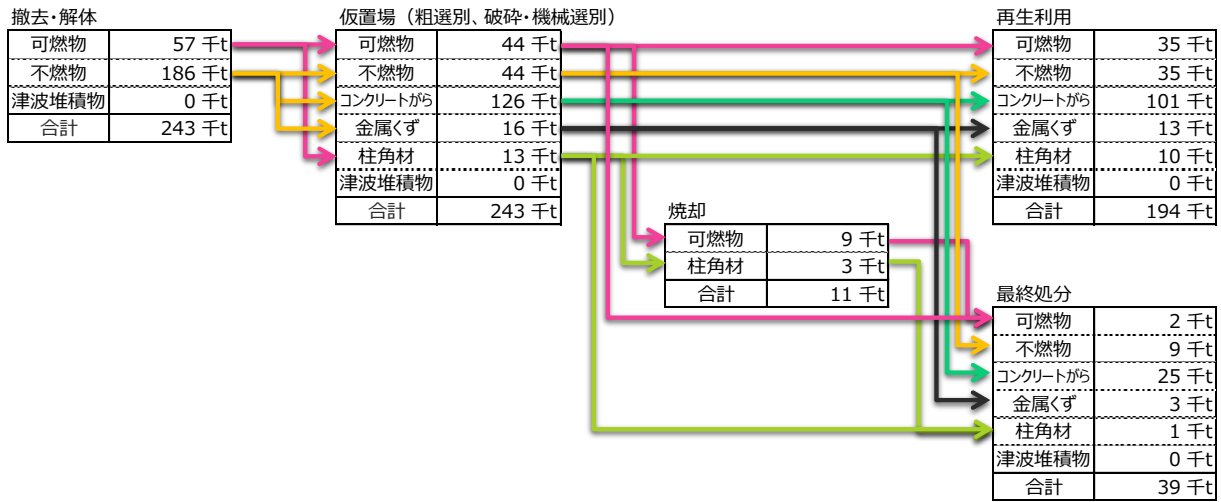 撤去・解体
可燃物 57 千t
不燃物 186 千t
津波堆積物 0 千t
合計 243 千t
仮置場（粗選別、破砕・機械選別）
可燃物 44 千t
不燃物 44 千t
コンクリートがら 126 千t
金属くず 16 千t
柱角材 13 千t
津波堆積物 0 千t
合計 243 千t
焼却
可燃物 9 千t
柱角材 3 千t
合計 11 千t
再生利用
可燃物 35 千t
不燃物 35 千t
コンクリートがら 101 千t
金属くず 13 千t
柱角材 10 千t
津波堆積物 0 千t
合計 194 千t
最終処分
可燃物 2 千t
不燃物 9 千t
コンクリートがら 25 千t
金属くず 3 千t
柱角材 1 千t
津波堆積物 0 千t
合計 39 千t